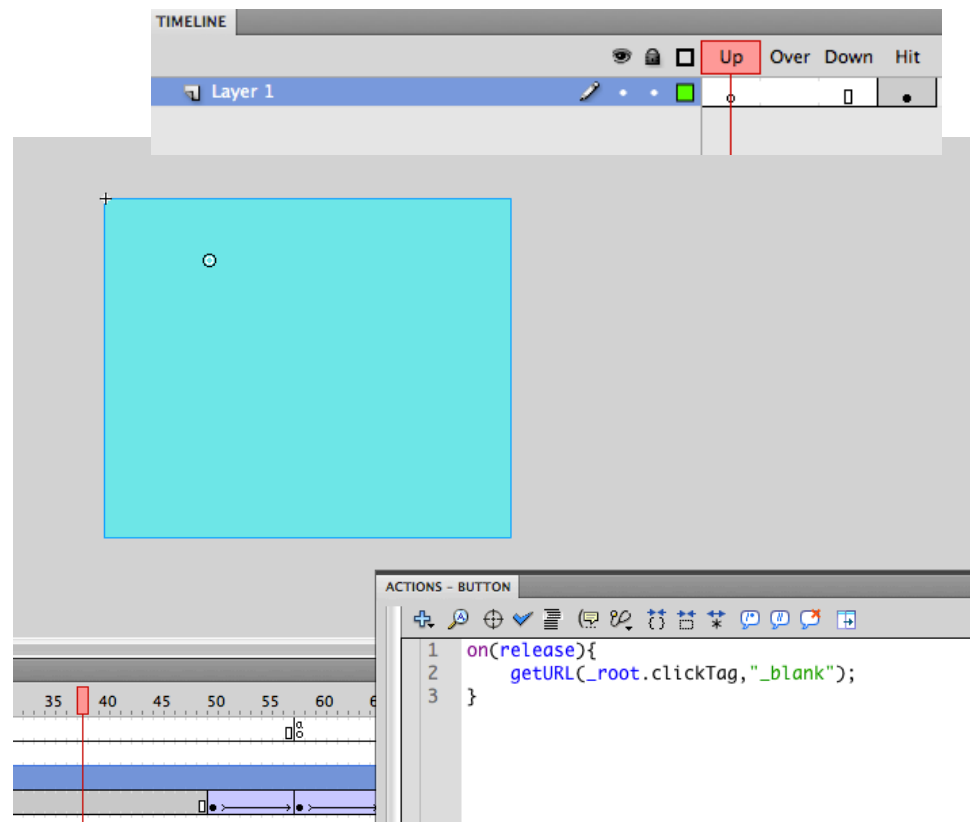 TIMELINE
Up Over Down Hit
Layer 1
ACTIONS - BUTTON
1 on(release){
2 getURL(_root.clickTag,"_blank");
3 }
35 40 45 50 55 60 6
a